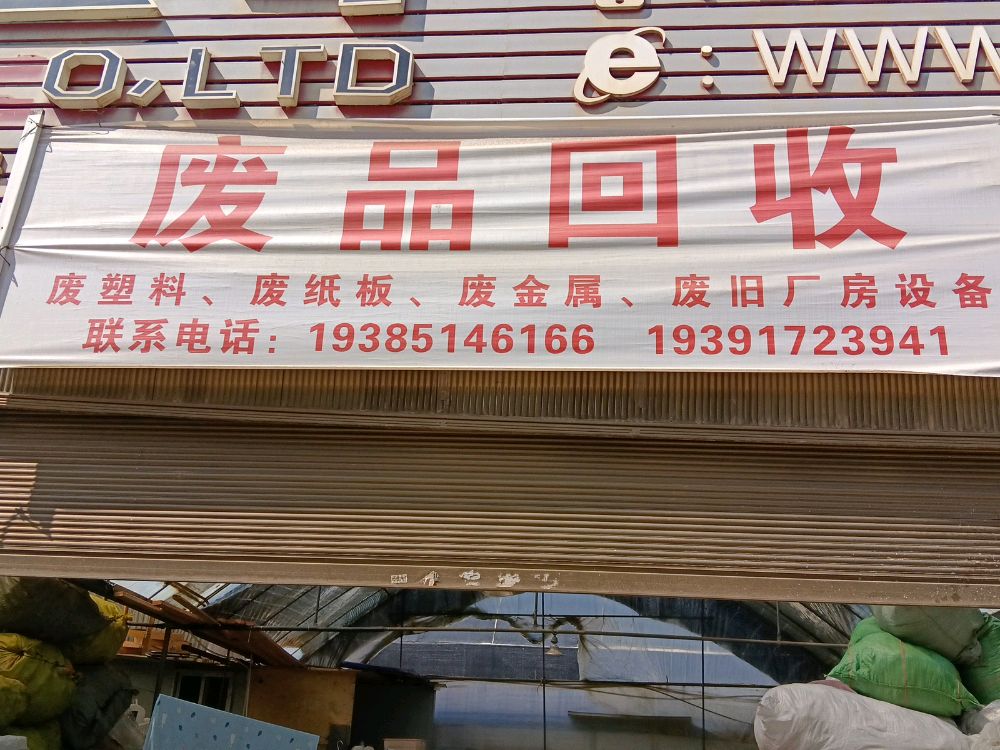 O,LTD e:WWW
废品回收
废塑料、废纸板、废金属、废旧厂房设备
联系电话：19385146166 19391723941